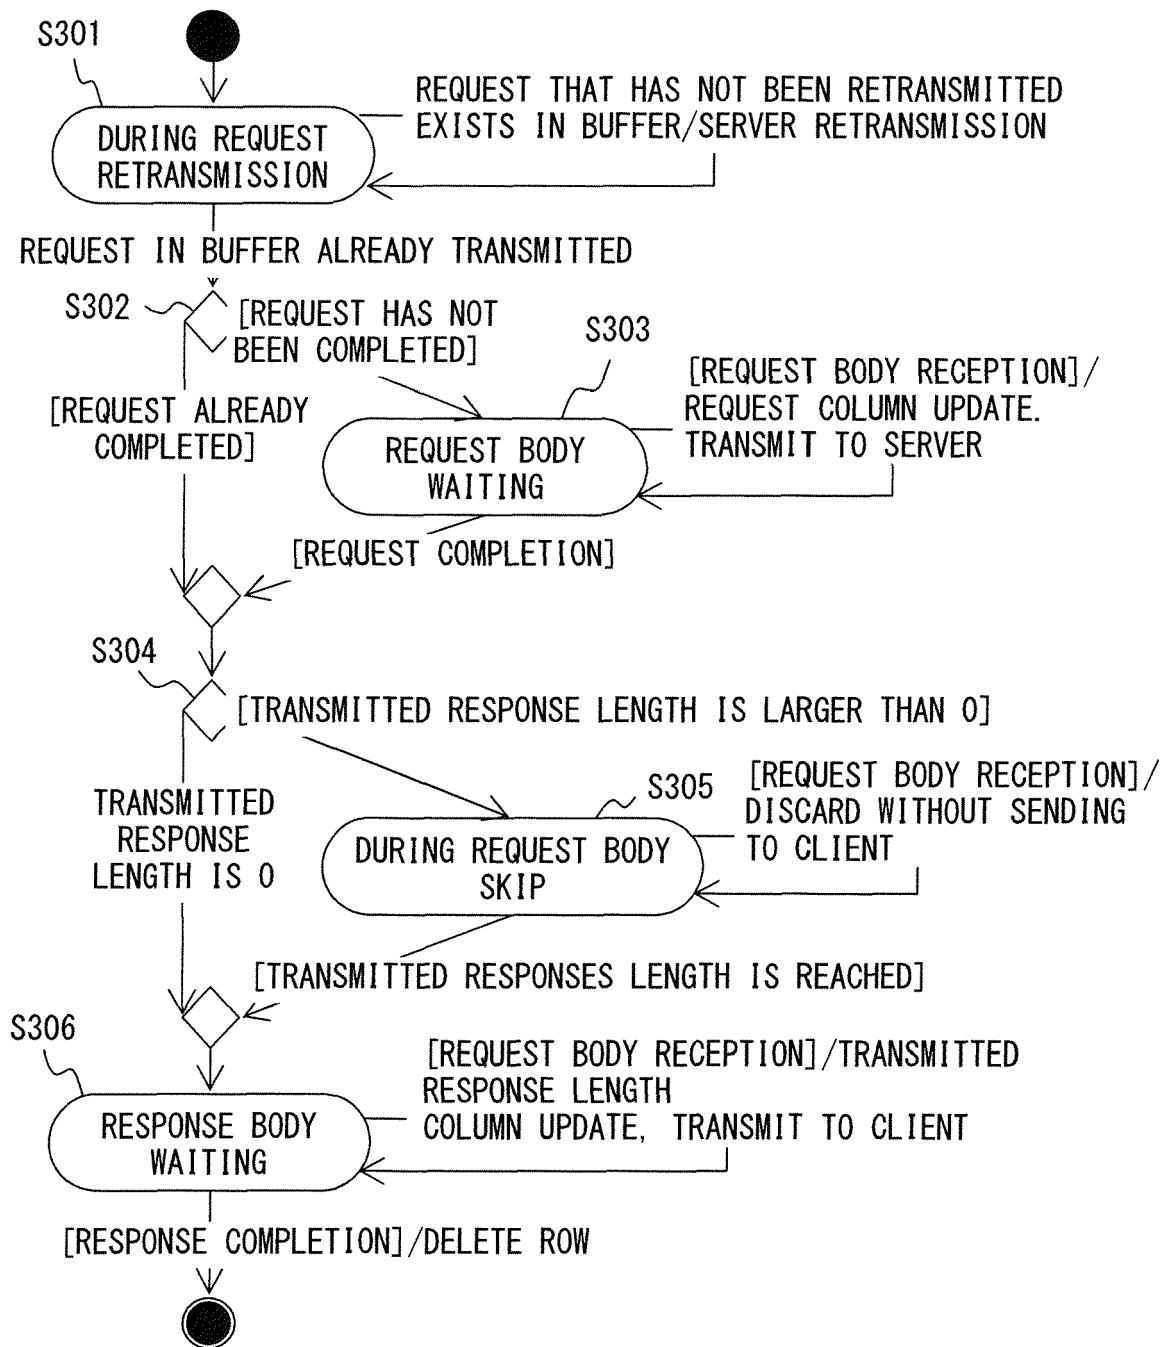 S301
REQUEST THAT HAS NOT BEEN RETRANSMITTED
EXISTS IN BUFFER/SERVER RETRANSMISSION
DURING REQUEST
RETRANSMISSION
REQUEST IN BUFFER ALREADY TRANSMITTED
S302
[REQUEST HAS NOT
BEEN COMPLETED]
S303
[REQUEST BODY RECEPTION]/
REQUEST COLUMN UPDATE.
TRANSMIT TO SERVER
[REQUEST ALREADY
COMPLETED]
REQUEST BODY
WAITING
[REQUEST COMPLETION]
S304
[TRANSMITTED RESPONSE LENGTH IS LARGER THAN 0]
TRANSMITTED
RESPONSE
LENGTH IS 0
S305
[REQUEST BODY RECEPTION]/
DISCARD WITHOUT SENDING
TO CLIENT
DURING REQUEST BODY
SKIP
[TRANSMITTED RESPONSES LENGTH IS REACHED]
S306
[REQUEST BODY RECEPTION]/TRANSMITTED
RESPONSE LENGTH
COLUMN UPDATE, TRANSMIT TO CLIENT
RESPONSE BODY
WAITING
[RESPONSE COMPLETION]/DELETE ROW